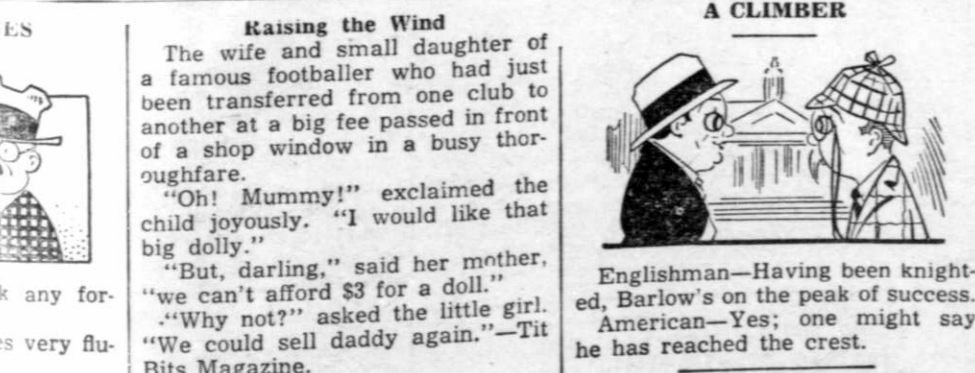 ES
k any for-
es very flu-
Raising the Wind
The wife and small daughter of
a famous footballer who had just
been transferred from one club to
another at a big fee passed in front
of a shop window in a busy thor-
oughfare.
"Oh! Mummy!" exclaimed the
child joyously. "I would like that
big dolly."
"But, darling," said her mother,
"we can't afford $3 for a doll."
"Why not?" asked the little girl.
"We could sell daddy again."—Tit
Bits Magazine.
A CLIMBER
Englishman—Having been knight-
ed, Barlow's on the peak of success.
American—Yes; one might say
he has reached the crest.